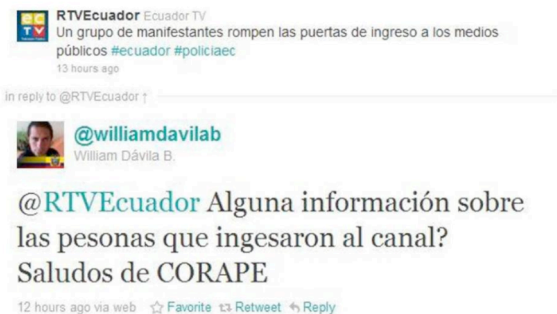 RTVEcuador Ecuador TV
Un grupo de manifestantes rompen las puertas de ingreso a los medios
públicos #ecuador #policiaec
13 hours ago
in reply to @RTVEcuador ↑
@williamdavilab
William Dávila B.
@RTVEcuador Alguna información sobre
las pesonas que ingesaron al canal?
Saludos de CORAPE
12 hours ago via web Favorite Retweet Reply